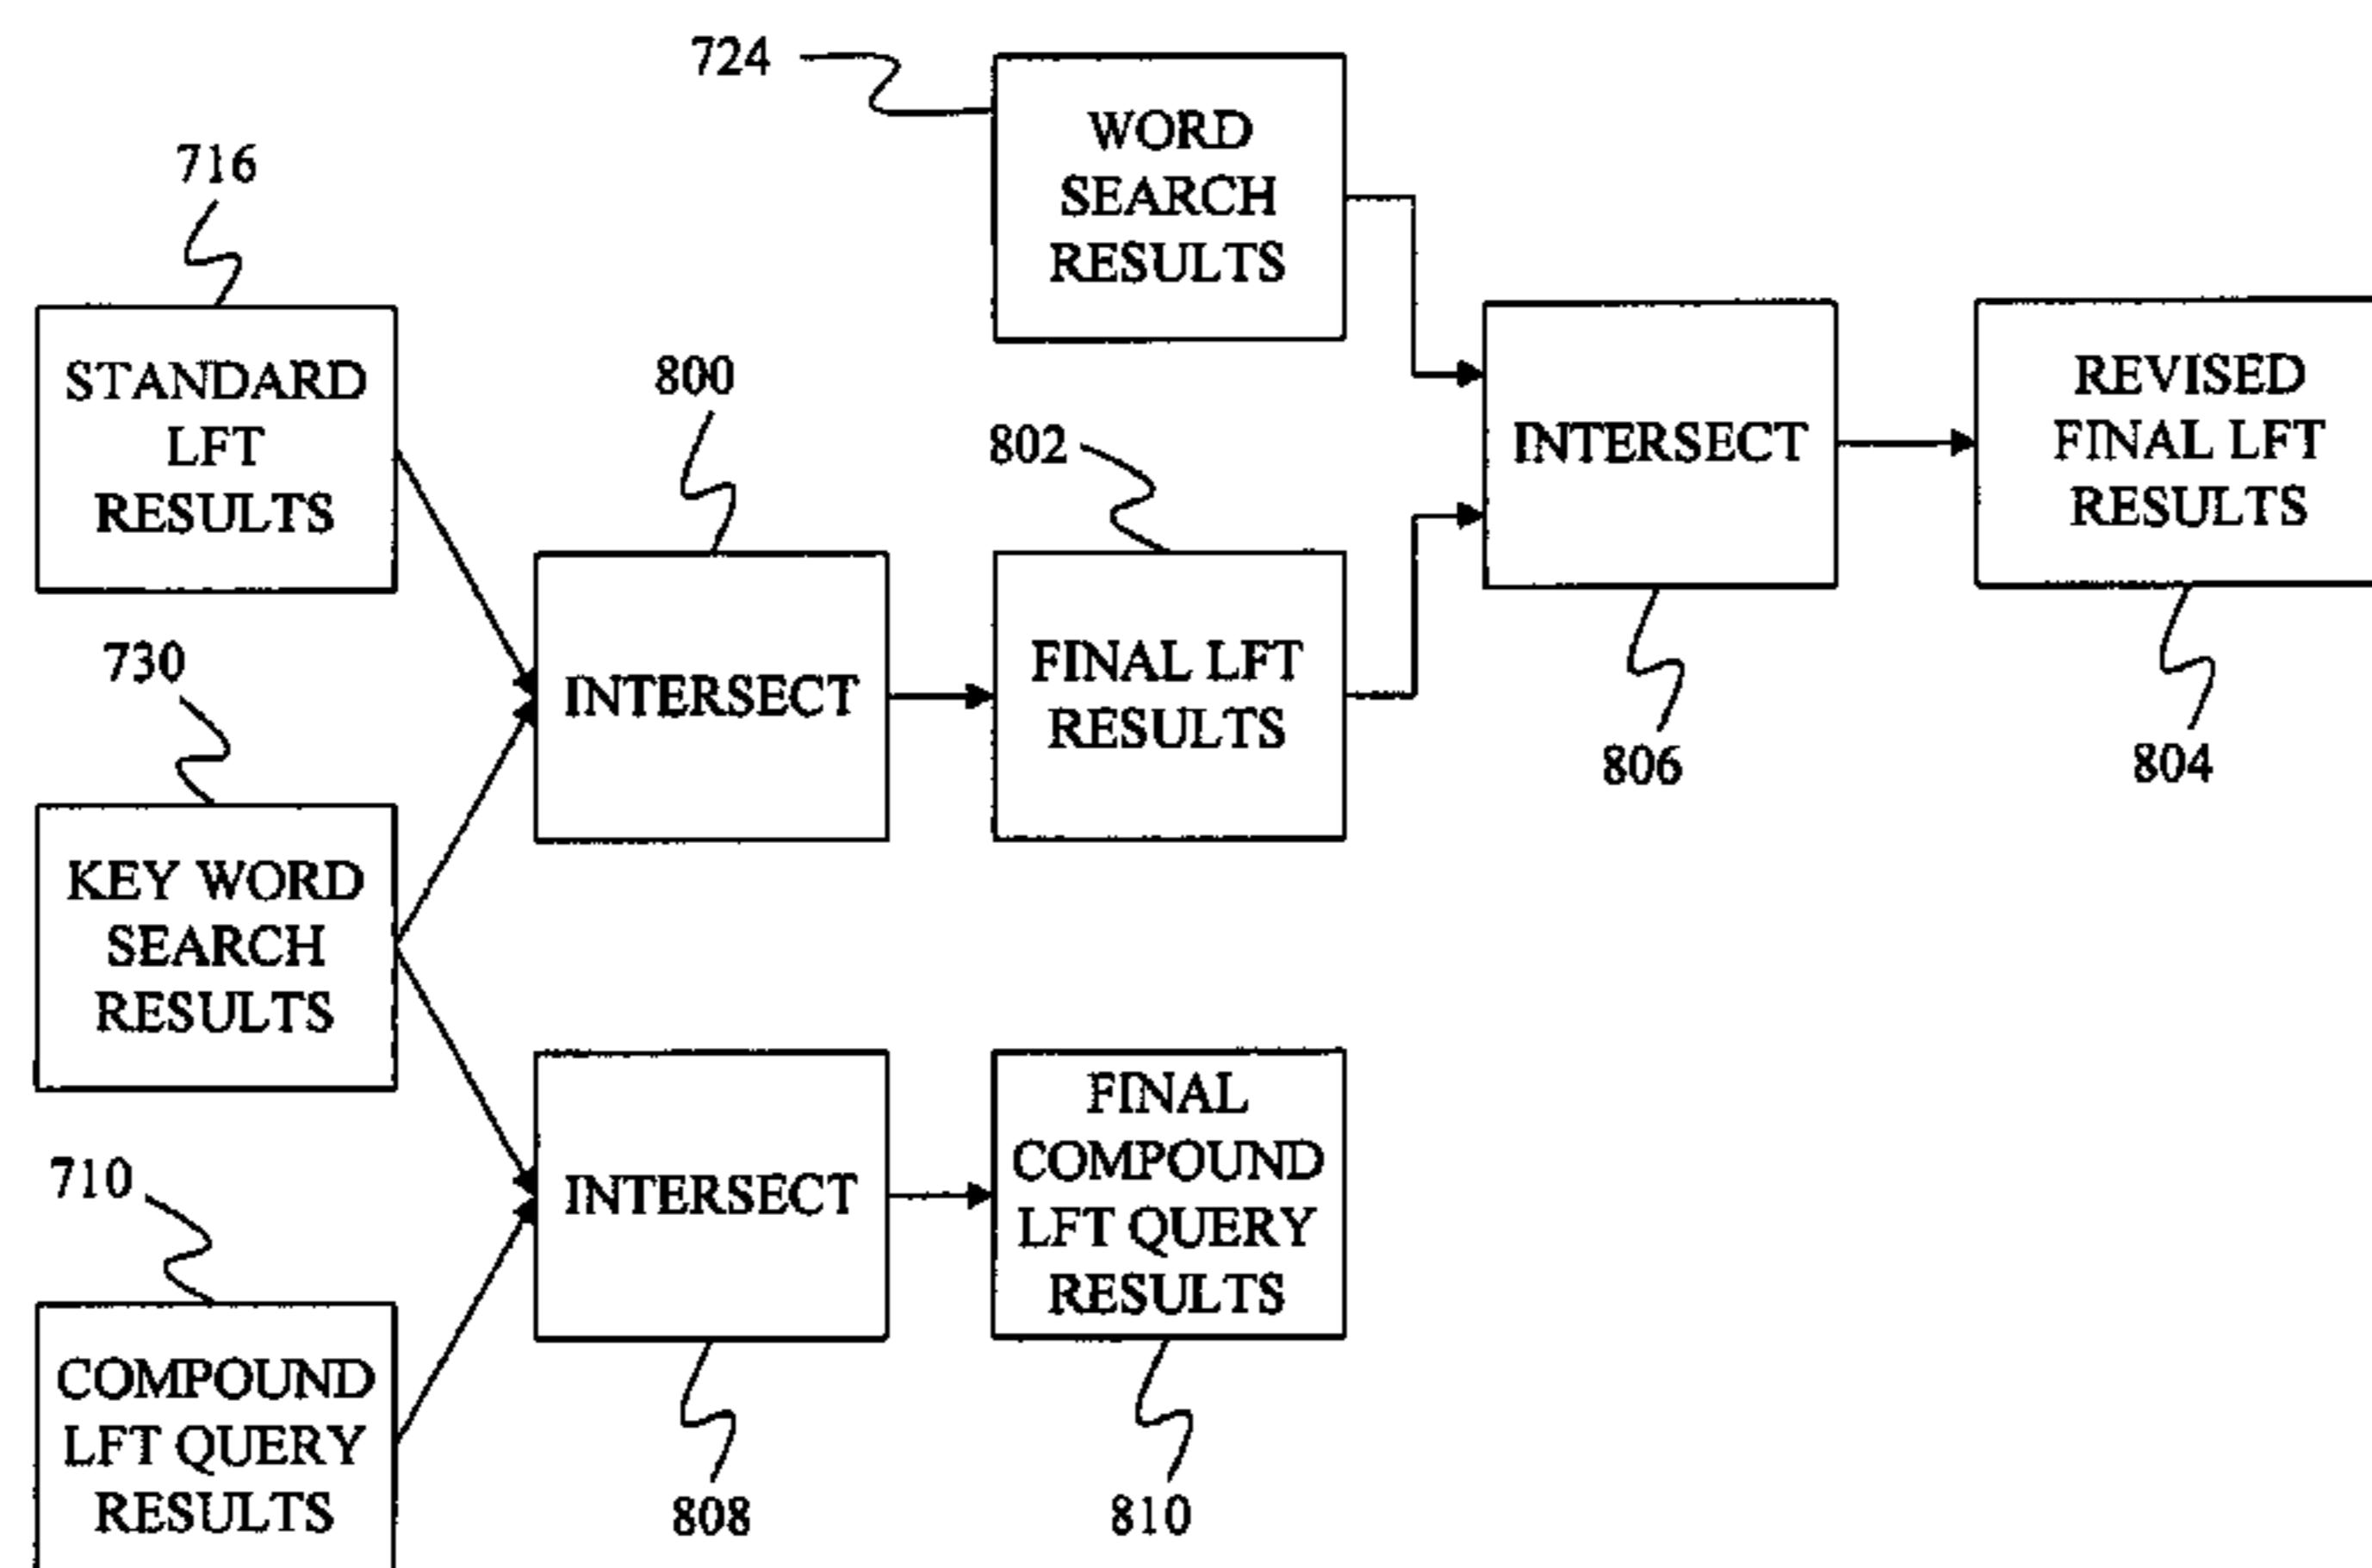 724
WORD
SEARCH
RESULTS
716
STANDARD
LFT
RESULTS
800
INTERSECT
802
FINAL LFT
RESULTS
INTERSECT
806
REVISED
FINAL LFT
RESULTS
804
730
KEY WORD
SEARCH
RESULTS
INTERSECT
808
FINAL
COMPOUND
LFT QUERY
RESULTS
810
710
COMPOUND
LFT QUERY
RESULTS